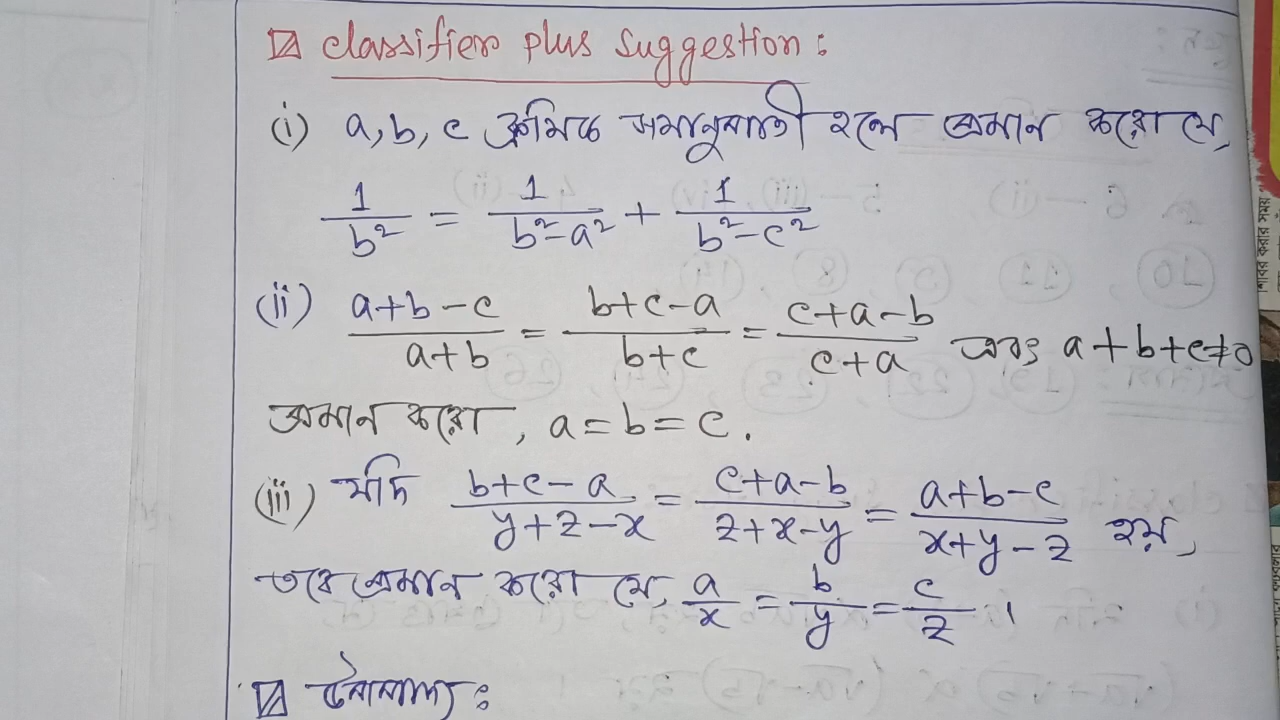 Classifier plus Suggestion:
(i) a, b, c ক্রমিক সমানুপাতী হলে প্রমান করো যে,
1/b² = 1/b²-a² + 1/b²-c²
(ii) a+b-c/a+b = b+c-a/b+c = c+a-b/c+a এবং a+b+c≠0
প্রমান করো, a=b=c.
(iii) যদি b+c-a/y+z-x = c+a-b/z+x-y = a+b-c/x+y-z হয়,
তবে প্রমান করো যে, a/x = b/y = c/z ।